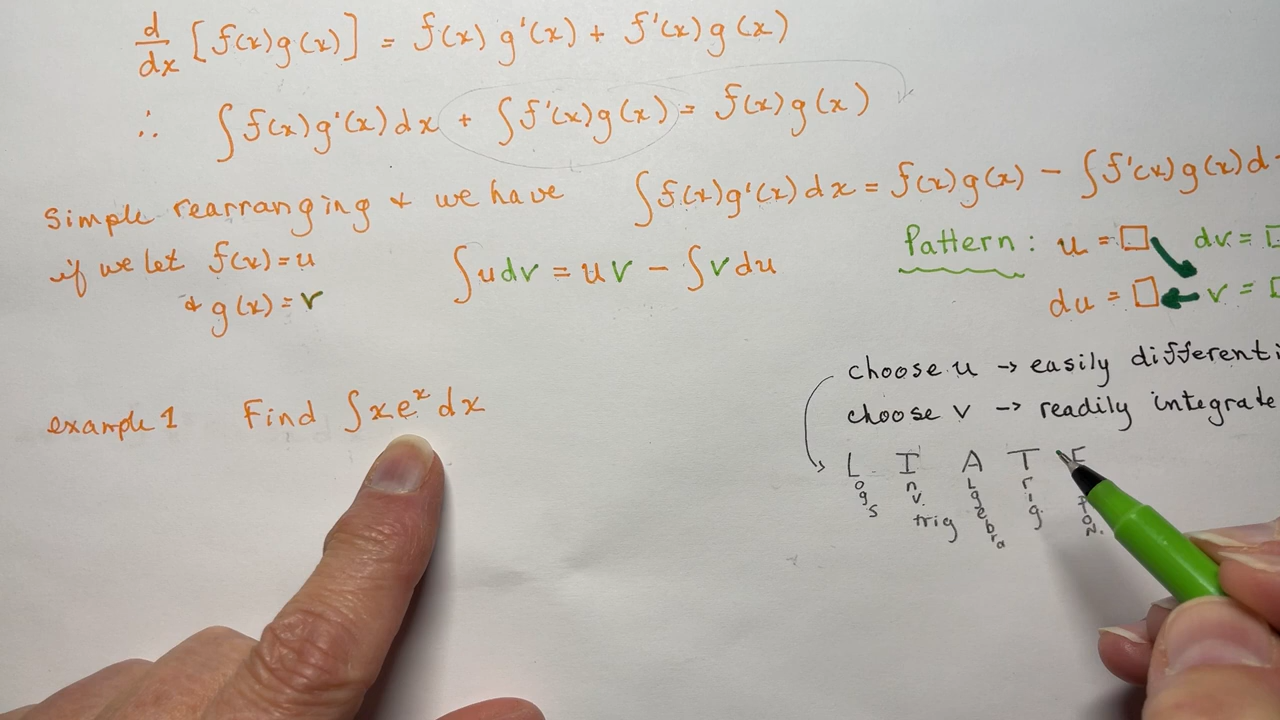 d/dx [f(x)g(x)] = f(x) g'(x) + f'(x) g(x)
∴ ∫f(x)g'(x)dx + ∫f'(x)g(x) = f(x)g(x)
simple rearranging & we have ∫f(x)g'(x)dx = f(x)g(x) - ∫f'(x)g(x)d
if we let f(x)=u
& g(x)=v
∫udv = uv - ∫vdu
Pattern: u = □ dv = □
du = □ v = □
choose u → easily differenti
choose v → readily integrate
example 1 Find ∫xe^x dx
L I A T E
Logs Inv. trig Algebra Trig.